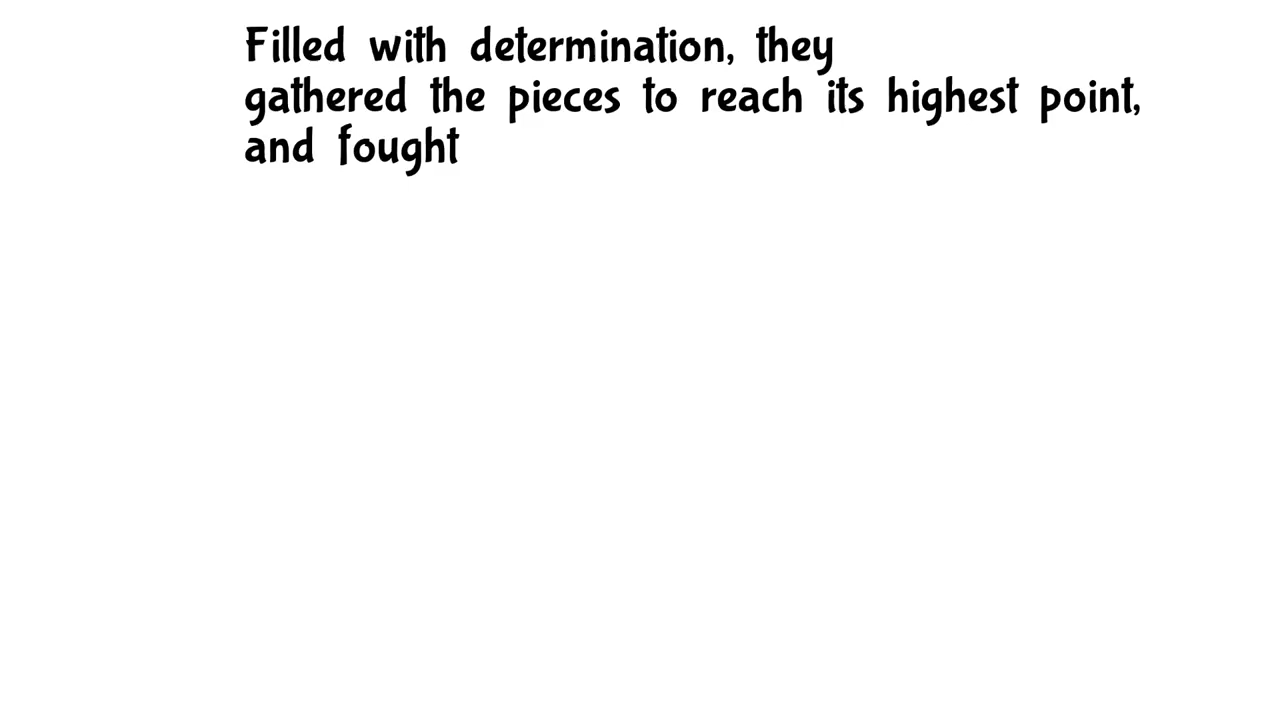 Filled with determination, they
gathered the pieces to reach its highest point,
and fought